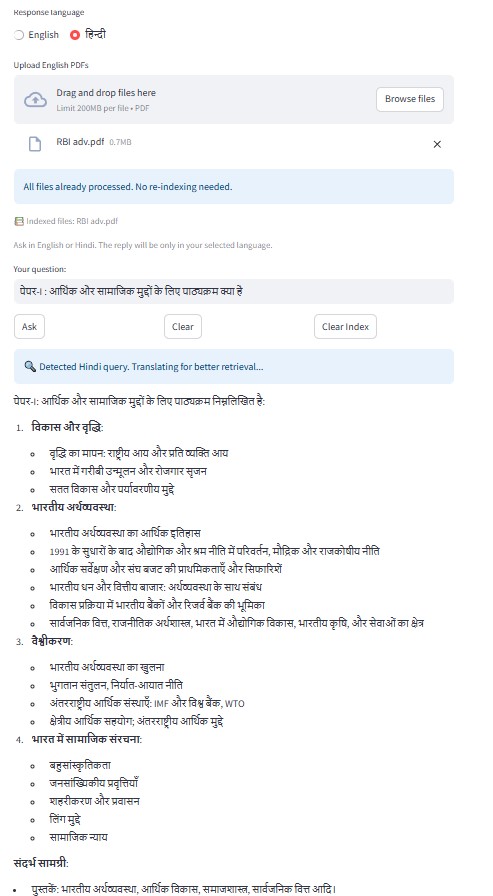 Response language
English हिन्दी
Upload English PDFs
Drag and drop files here
Limit 200MB per file • PDF
Browse files
RBI adv.pdf 0.7MB
All files already processed. No re-indexing needed.
Indexed files: RBI adv.pdf
Ask in English or Hindi. The reply will be only in your selected language.
Your question:
पेपर-I : आर्थिक और सामाजिक मुद्दों के लिए पाठ्यक्रम क्या है
Ask Clear Clear Index
Detected Hindi query. Translating for better retrieval...
पेपर-I: आर्थिक और सामाजिक मुद्दों के लिए पाठ्यक्रम निम्नलिखित है:
1. विकास और वृद्धि:
वृद्धि का मापन: राष्ट्रीय आय और प्रति व्यक्ति आय
भारत में गरीबी उन्मूलन और रोजगार सृजन
सतत विकास और पर्यावरणीय मुद्दे
2. भारतीय अर्थव्यवस्था:
भारतीय अर्थव्यवस्था का आर्थिक इतिहास
1991 के सुधारों के बाद औद्योगिक और श्रम नीति में परिवर्तन, मौद्रिक और राजकोषीय नीति
आर्थिक सर्वेक्षण और संघ बजट की प्राथमिकताएँ और सिफारिशें
भारतीय धन और वित्तीय बाजार: अर्थव्यवस्था के साथ संबंध
विकास प्रक्रिया में भारतीय बैंकों और रिजर्व बैंक की भूमिका
सार्वजनिक वित्त, राजनीतिक अर्थशास्त्र, भारत में औद्योगिक विकास, भारतीय कृषि, और सेवाओं का क्षेत्र
3. वैश्वीकरण:
भारतीय अर्थव्यवस्था का खुलना
भुगतान संतुलन, निर्यात-आयात नीति
अंतरराष्ट्रीय आर्थिक संस्थाएँ: IMF और विश्व बैंक, WTO
क्षेत्रीय आर्थिक सहयोग; अंतरराष्ट्रीय आर्थिक मुद्दे
4. भारत में सामाजिक संरचना:
बहुसांस्कृतिकता
जनसांख्यिकीय प्रवृत्तियाँ
शहरीकरण और प्रवासन
लिंग मुद्दे
सामाजिक न्याय
संदर्भ सामग्री:
पुस्तकें: भारतीय अर्थव्यवस्था, आर्थिक विकास, समाजशास्त्र, सार्वजनिक वित्त आदि।